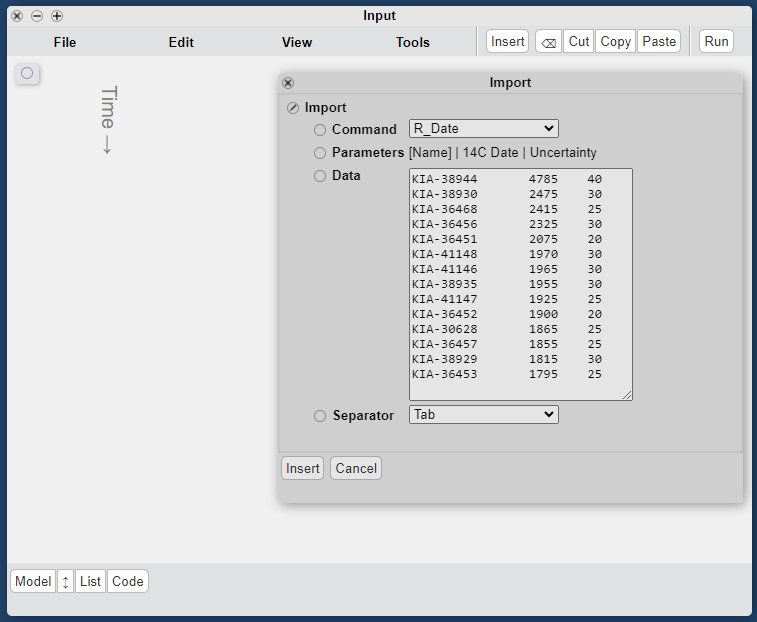 Input
File Edit View Tools Insert ⌫ Cut Copy Paste Run
Time →
Import
Import
Command R_Date
Parameters [Name] | 14C Date | Uncertainty
Data
KIA-38944 4785 40
KIA-38930 2475 30
KIA-36468 2415 25
KIA-36456 2325 30
KIA-36451 2075 20
KIA-41148 1970 30
KIA-41146 1965 30
KIA-38935 1955 30
KIA-41147 1925 25
KIA-36452 1900 20
KIA-30628 1865 25
KIA-36457 1855 25
KIA-38929 1815 30
KIA-36453 1795 25
Separator Tab
Insert Cancel
Model ↕ List Code